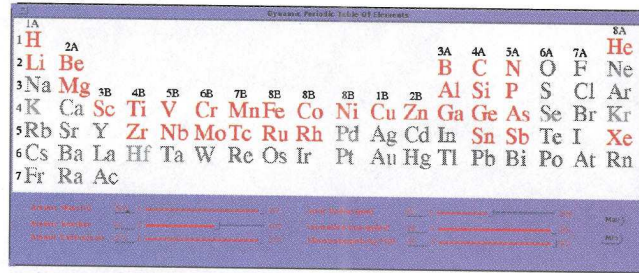 Dynamic Periodic Table Of Elements
1A 8A
1 H He
2A 3A 4A 5A 6A 7A
2 Li Be B C N O F Ne
3 Na Mg Al Si P S Cl Ar
3B 4B 5B 6B 7B 8B 8B 8B 1B 2B
4 K Ca Sc Ti V Cr Mn Fe Co Ni Cu Zn Ga Ge As Se Br Kr
5 Rb Sr Y Zr Nb Mo Tc Ru Rh Pd Ag Cd In Sn Sb Te I Xe
6 Cs Ba La Hf Ta W Re Os Ir Pt Au Hg Tl Pb Bi Po At Rn
7 Fr Ra Ac